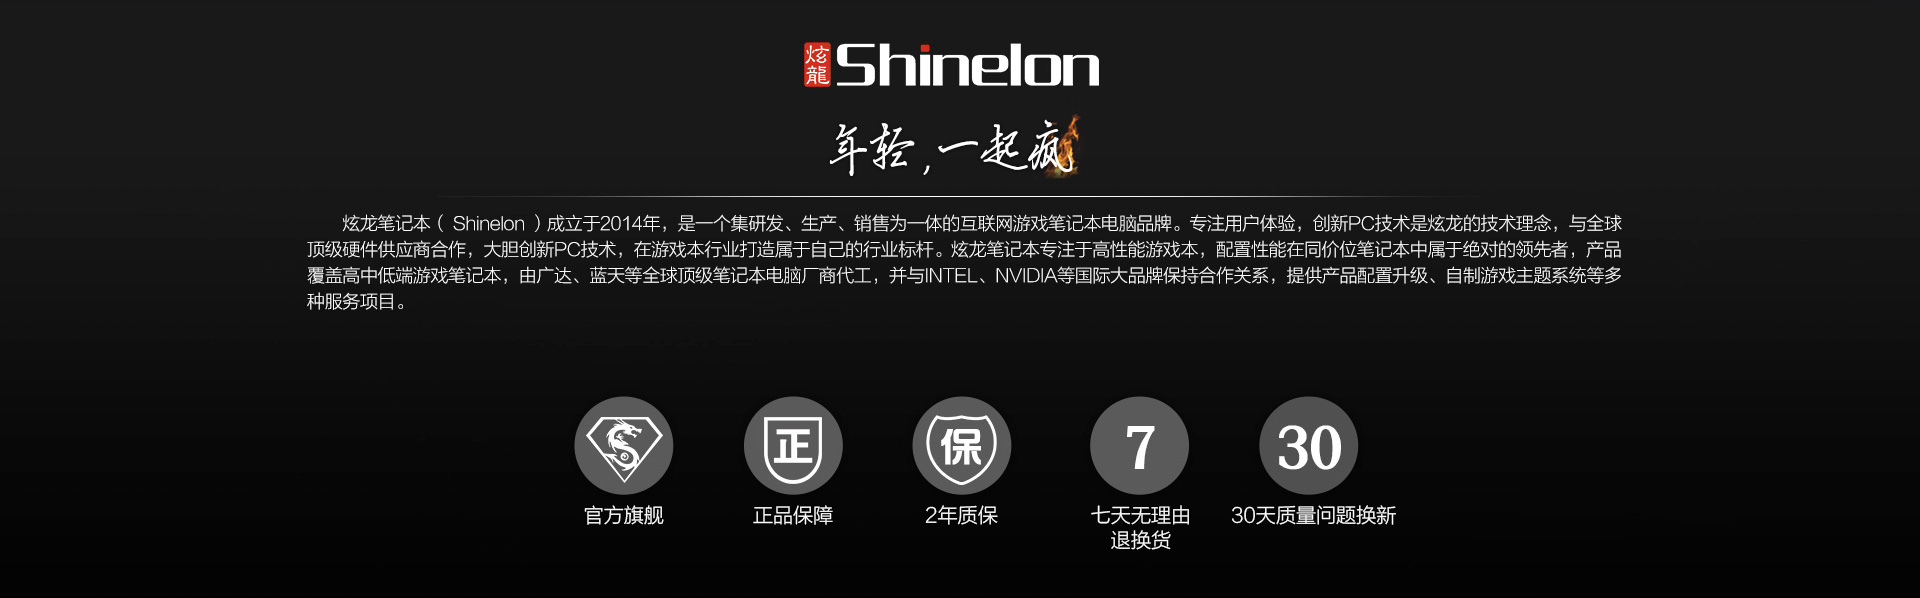 炫龍 Shinelon
年轻，一起疯
炫龙笔记本（ Shinelon ）成立于2014年，是一个集研发、生产、销售为一体的互联网游戏笔记本电脑品牌。专注用户体验，创新PC技术是炫龙的技术理念，与全球
顶级硬件供应商合作，大胆创新PC技术，在游戏本行业打造属于自己的行业标杆。炫龙笔记本专注于高性能游戏本，配置性能在同价位笔记本中属于绝对的领先者，产品
覆盖高中低端游戏笔记本，由广达、蓝天等全球顶级笔记本电脑厂商代工，并与INTEL、NVIDIA等国际大品牌保持合作关系，提供产品配置升级、自制游戏主题系统等多
种服务项目。
正 保 7 30
官方旗舰 正品保障 2年质保 七天无理由 30天质量问题换新
退换货